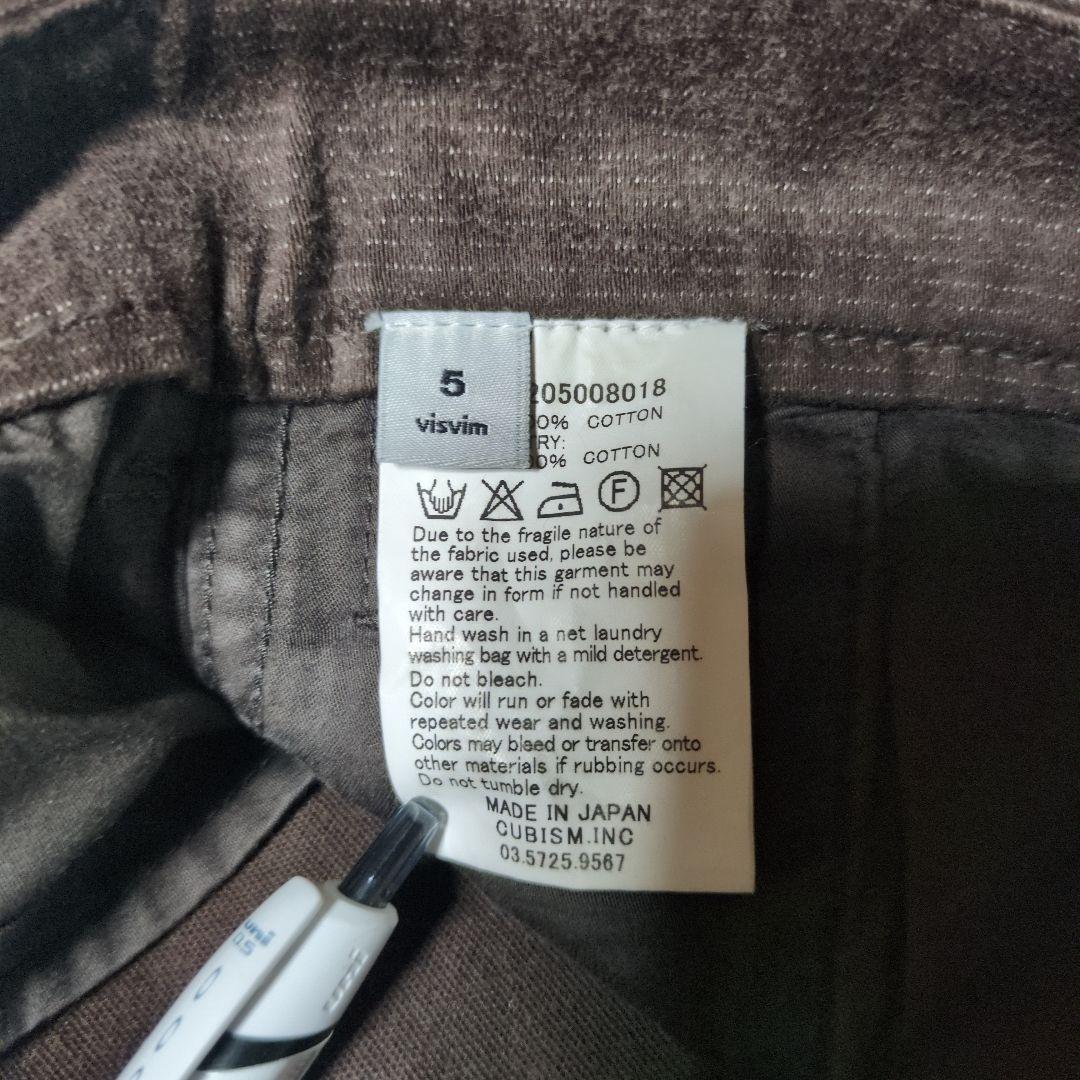 5
visvim
205008018
0% COTTON
RY:
00% COTTON
F
Due to the fragile nature of
the fabric used, please be
aware that this garment may
change in form if not handled
with care.
Hand wash in a net laundry
washing bag with a mild detergent.
Do not bleach.
Color will run or fade with
repeated wear and washing.
Colors may bleed or transfer onto
other materials if rubbing occurs.
Do not tumble dry.
MADE IN JAPAN
CUBISM.INC
03.5725.9567
uni
0.5